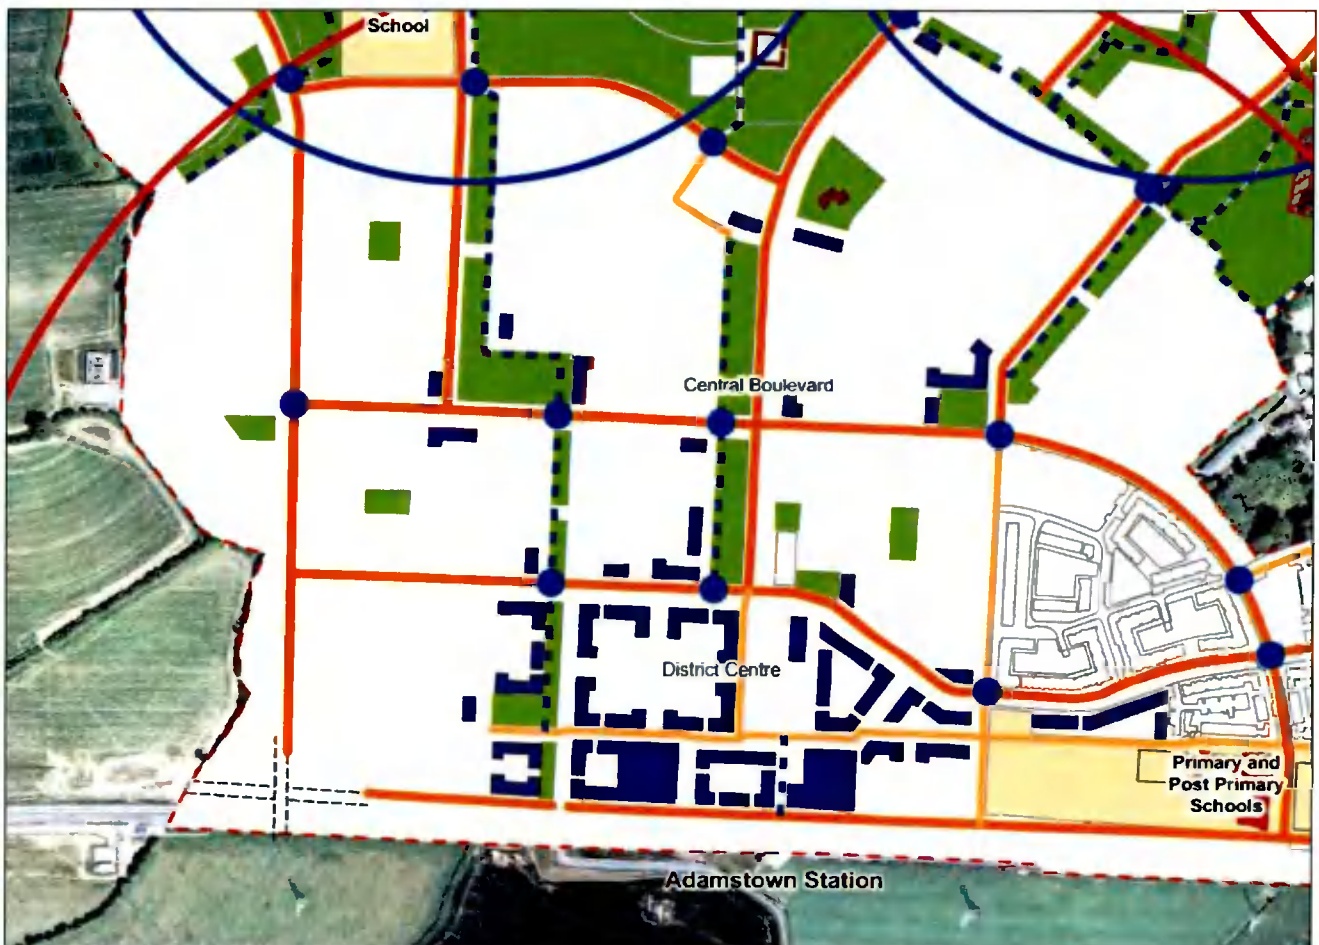 School
Central Boulevard
District Centre
Primary and
Post Primary
Schools
Adamstown Station